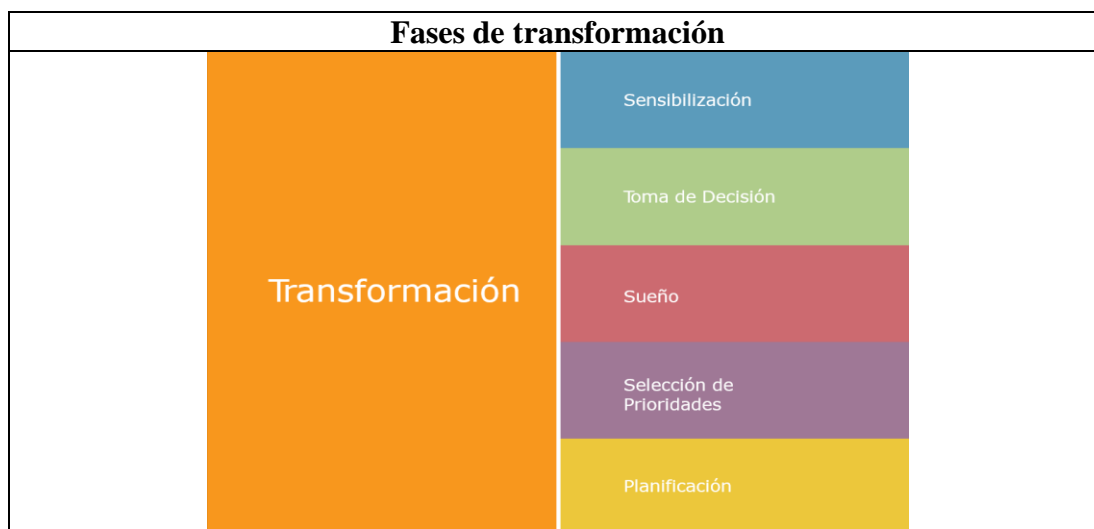 Fases de transformación
Transformación
Sensibilización
Toma de Decisión
Sueño
Selección de
Prioridades
Planificación